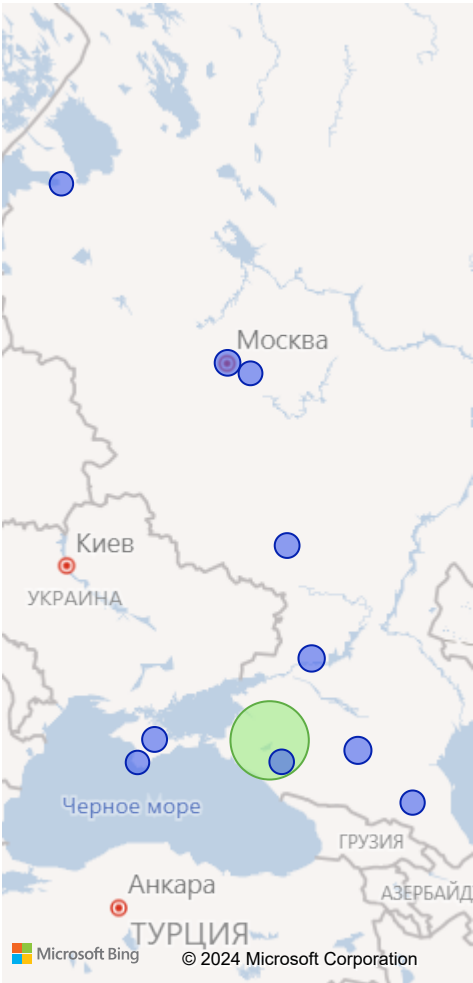 Москва
Киев
УКРАИНА
Черное море
ГРУЗИЯ
Анкара
АЗЕРБАЙД
ТУРЦИЯ
Microsoft Bing
© 2024 Microsoft Corporation